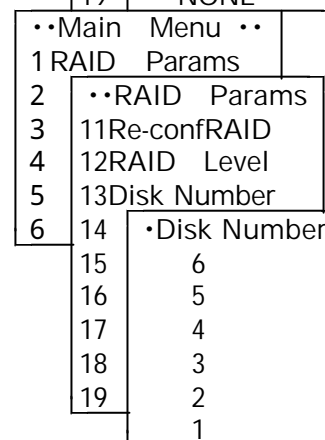 19 NONE
··Main Menu ··
1 RAID Params
2 ··RAID Params
3 11Re-confRAID
4 12RAID Level
5 13Disk Number
6 14 ·Disk Number
15 6
16 5
17 4
18 3
19 2
1